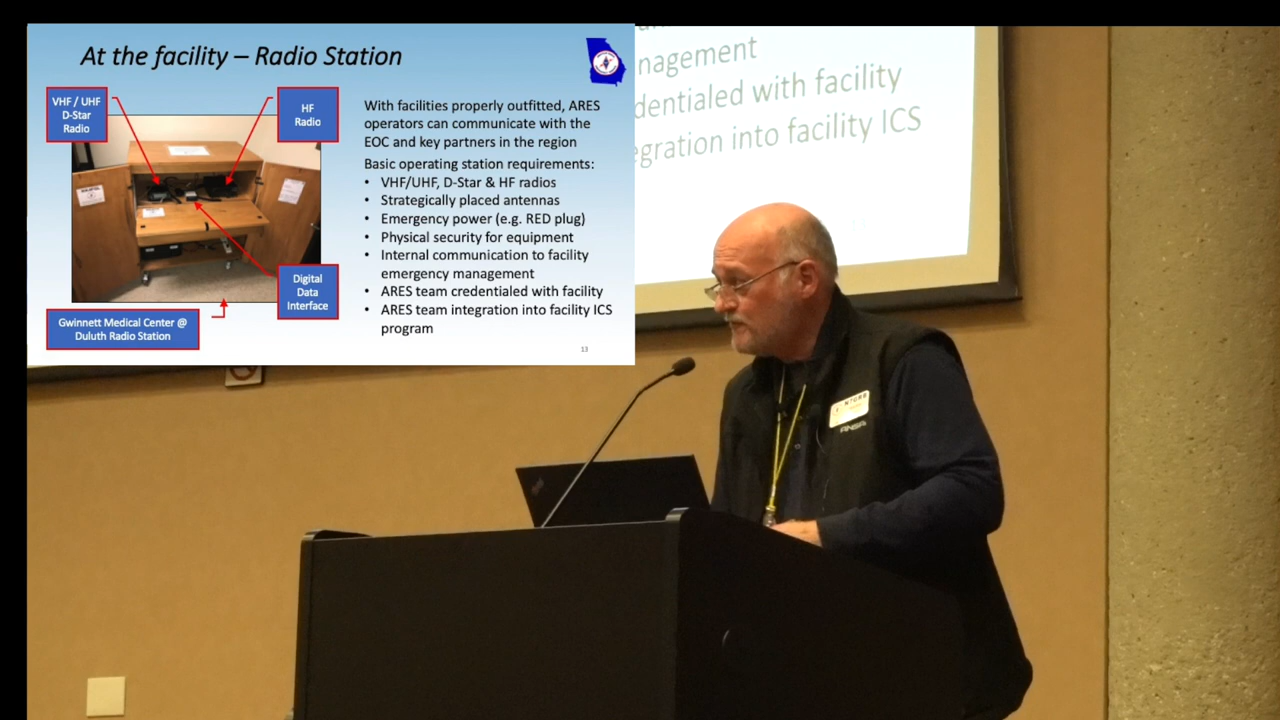 At the facility – Radio Station
VHF / UHF
D-Star
Radio
HF
Radio
Digital
Data
Interface
Gwinnett Medical Center @
Duluth Radio Station
With facilities properly outfitted, ARES
operators can communicate with the
EOC and key partners in the region
Basic operating station requirements:
• VHF/UHF, D-Star & HF radios
• Strategically placed antennas
• Emergency power (e.g. RED plug)
• Physical security for equipment
• Internal communication to facility
emergency management
• ARES team credentialed with facility
• ARES team integration into facility ICS
program
13
nagement
dentialed with facility
egration into facility ICS